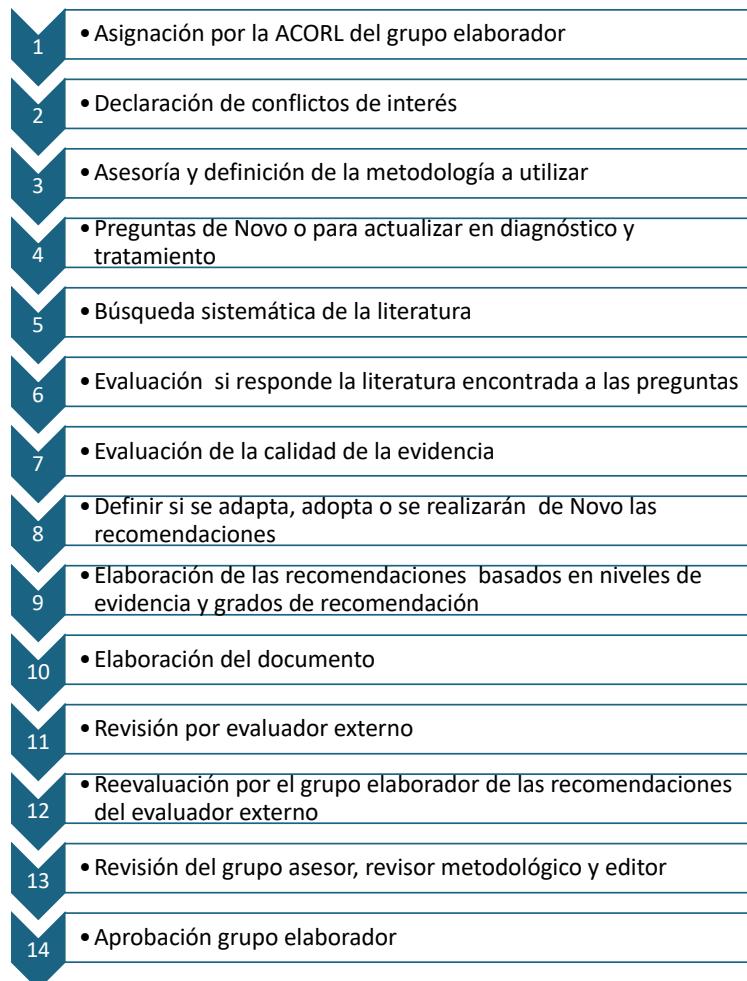 1
• Asignación por la ACORL del grupo elaborador
2
• Declaración de conflictos de interés
3
• Asesoría y definición de la metodología a utilizar
4
• Preguntas de Novo o para actualizar en diagnóstico y
tratamiento
5
• Búsqueda sistemática de la literatura
6
• Evaluación si responde la literatura encontrada a las preguntas
7
• Evaluación de la calidad de la evidencia
8
• Definir si se adapta, adopta o se realizarán de Novo las
recomendaciones
9
• Elaboración de las recomendaciones basados en niveles de
evidencia y grados de recomendación
10
• Elaboración del documento
11
• Revisión por evaluador externo
12
• Reevaluación por el grupo elaborador de las recomendaciones
del evaluador externo
13
• Revisión del grupo asesor, revisor metodológico y editor
14
• Aprobación grupo elaborador